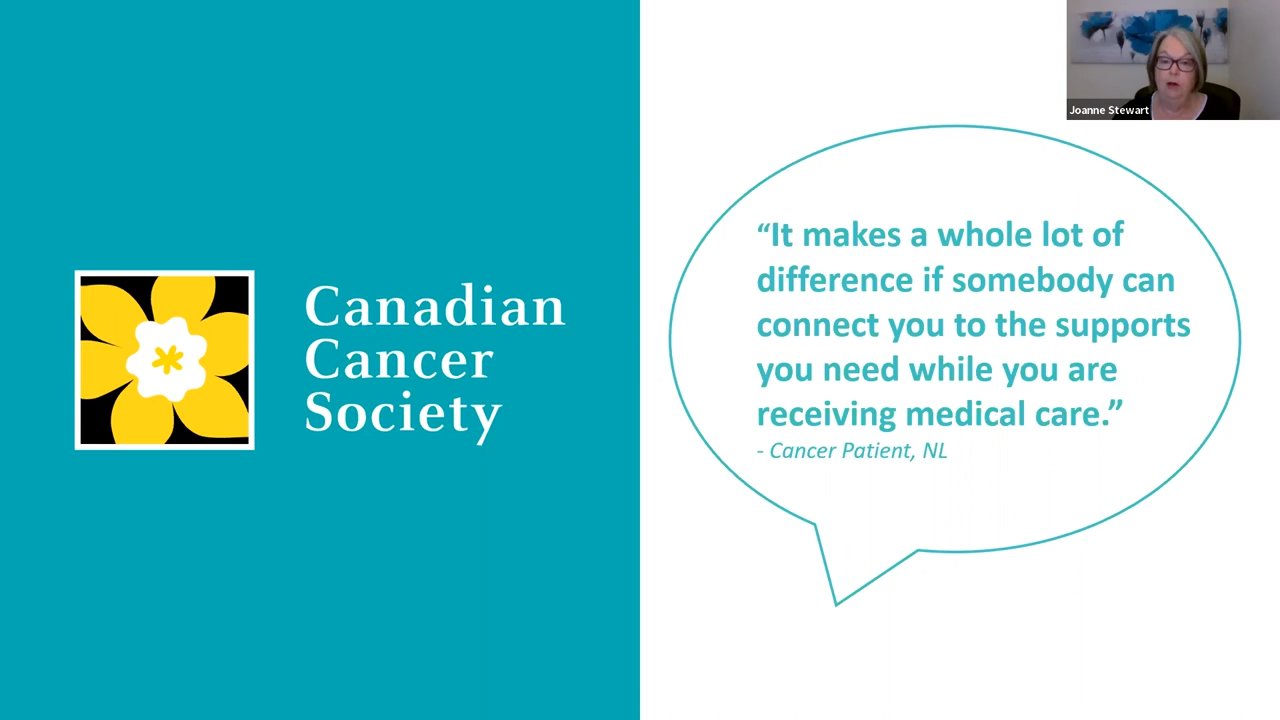 Joanne Stewart
Canadian
Cancer
Society
“It makes a whole lot of
difference if somebody can
connect you to the supports
you need while you are
receiving medical care.”
- Cancer Patient, NL